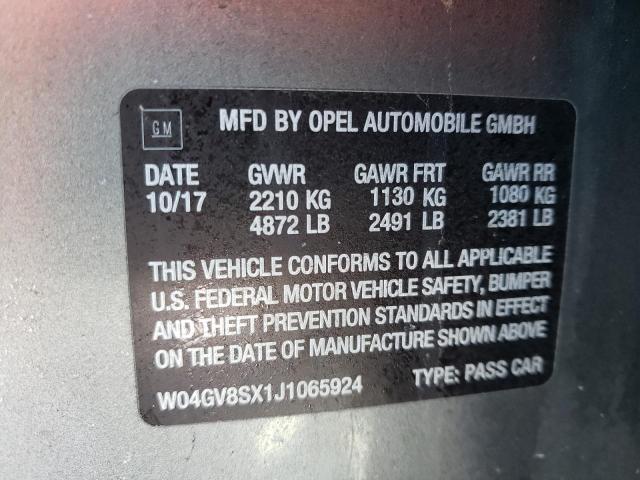 GM MFD BY OPEL AUTOMOBILE GMBH
DATE GVWR GAWR FRT GAWR RR
10/17 2210 KG 1130 KG 1080 KG
4872 LB 2491 LB 2381 LB
THIS VEHICLE CONFORMS TO ALL APPLICABLE
U.S. FEDERAL MOTOR VEHICLE SAFETY, BUMPER
AND THEFT PREVENTION STANDARDS IN EFFECT
ON THE DATE OF MANUFACTURE SHOWN ABOVE
W04GV8SX1J1065924 TYPE: PASS CAR